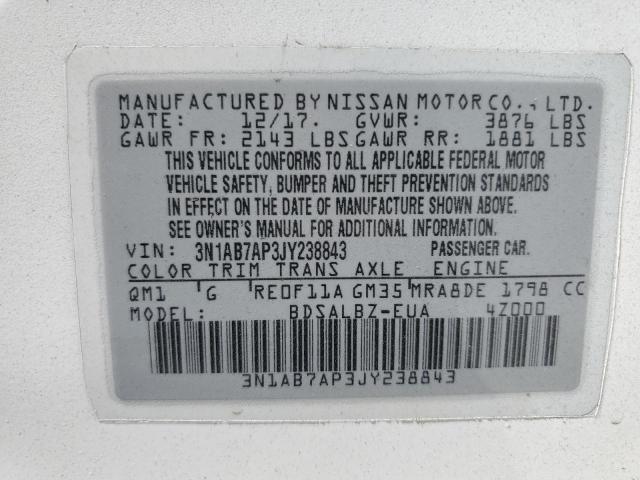 MANUFACTURED BY NISSAN MOTOR CO., LTD.
DATE: 12/17. GVWR: 3876 LBS
GAWR FR: 2143 LBS GAWR RR: 1881 LBS
THIS VEHICLE CONFORMS TO ALL APPLICABLE FEDERAL MOTOR
VEHICLE SAFETY, BUMPER AND THEFT PREVENTION STANDARDS
IN EFFECT ON THE DATE OF MANUFACTURE SHOWN ABOVE.
SEE OWNER'S MANUAL FOR ADDITIONAL INFORMATION.
VIN: 3N1AB7AP3JY238843 PASSENGER CAR.
COLOR TRIM TRANS AXLE ENGINE
QM1 G RE0F11A GM35 MRA8DE 1798 CC
MODEL: BDSALBZ-EUA 4Z000
3N1AB7AP3JY238843